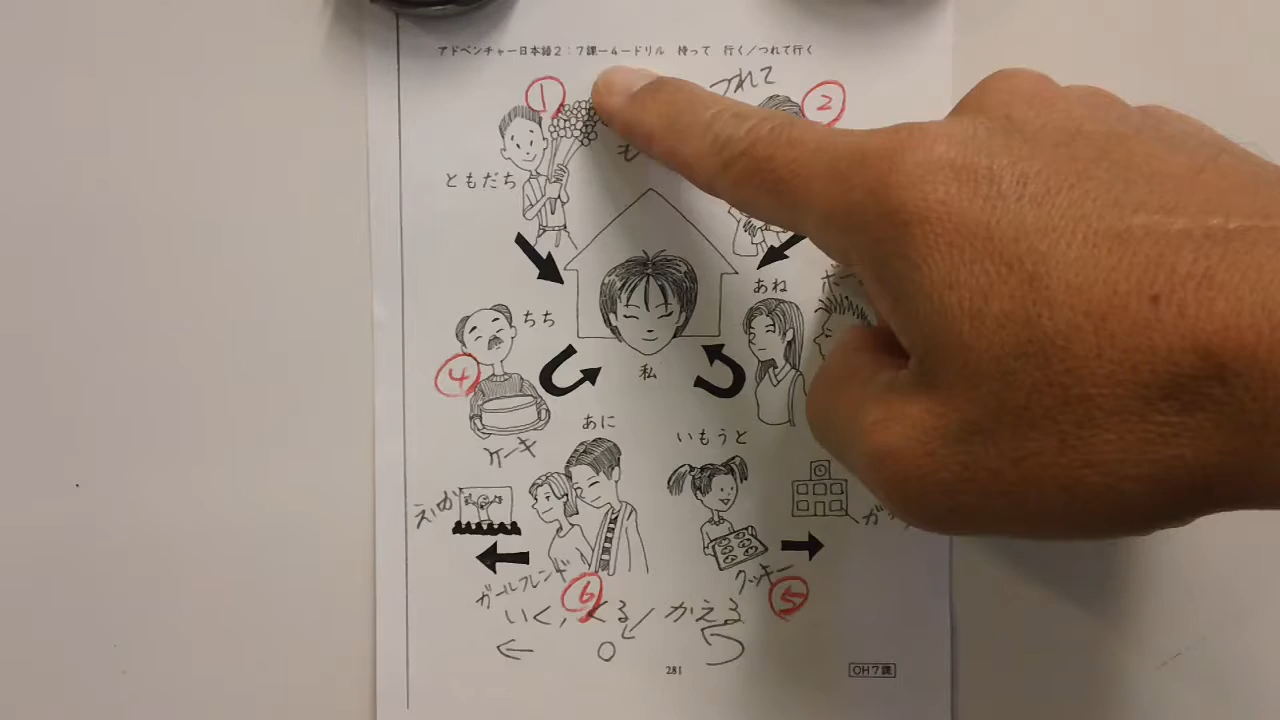 アドベンチャー日本語2：7課ー4ードリル 持って 行く／つれて行く
つれて
①
②
も
ともだち
あね
ちち
④
私
あに
いもうと
ケーキ
えいが
ガールフレンド
クッキー
⑥
⑤
いく，くる／かえる
281
OH7課